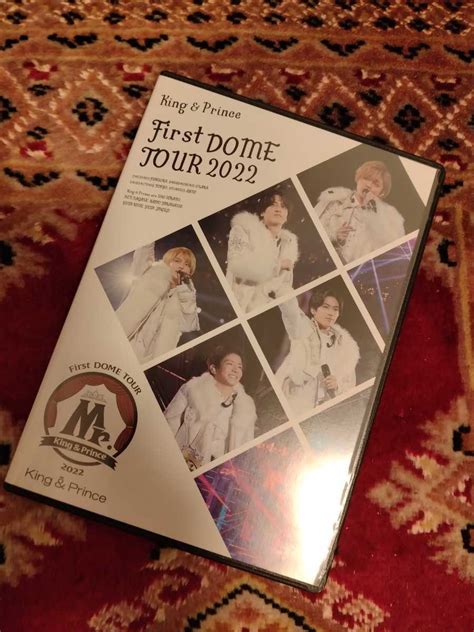 King & Prince
First DOME
TOUR 2022
First DOME TOUR
Mr.
King & Prince
2022
King & Prince